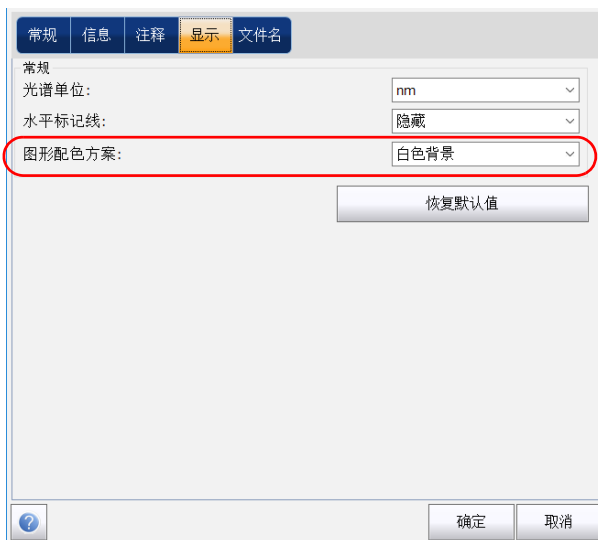 常规 信息 注释 显示 文件名
常规
光谱单位: nm
水平标记线: 隐藏
图形配色方案: 白色背景
恢复默认值
? 确定 取消